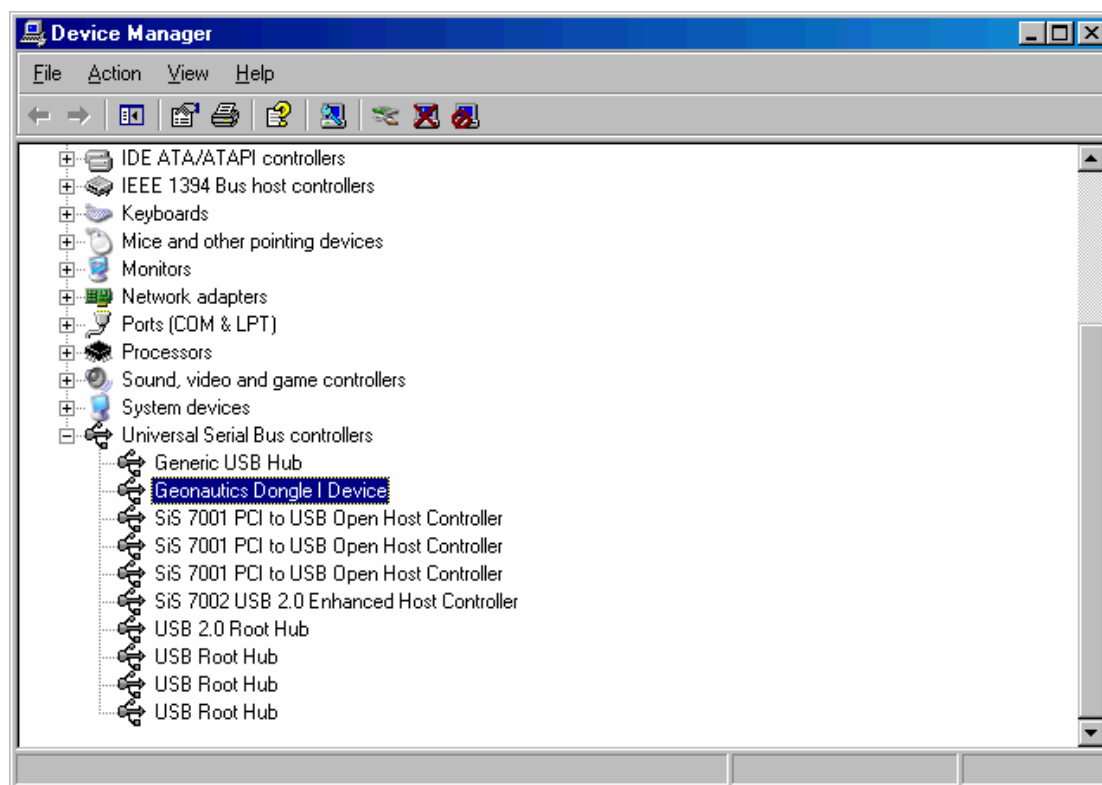 Device Manager
File Action View Help
IDE ATA/ATAPI controllers
IEEE 1394 Bus host controllers
Keyboards
Mice and other pointing devices
Monitors
Network adapters
Ports (COM & LPT)
Processors
Sound, video and game controllers
System devices
Universal Serial Bus controllers
Generic USB Hub
Geonautics Dongle I Device
SiS 7001 PCI to USB Open Host Controller
SiS 7001 PCI to USB Open Host Controller
SiS 7001 PCI to USB Open Host Controller
SiS 7002 USB 2.0 Enhanced Host Controller
USB 2.0 Root Hub
USB Root Hub
USB Root Hub
USB Root Hub